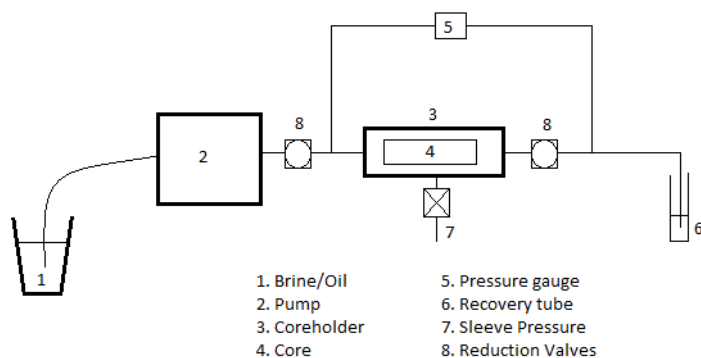 5
8
3
8
2
4
7
6
1
1. Brine/Oil
2. Pump
3. Coreholder
4. Core
5. Pressure gauge
6. Recovery tube
7. Sleeve Pressure
8. Reduction Valves